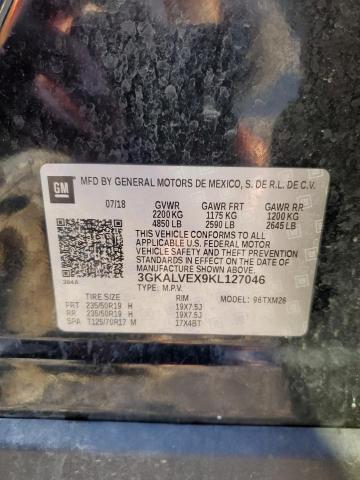 GM
MFD BY GENERAL MOTORS DE MEXICO, S. DE R.L. DE C.V.
07/18 GVWR GAWR FRT GAWR RR
2200 KG 1175 KG 1200 KG
4850 LB 2590 LB 2645 LB
THIS VEHICLE CONFORMS TO ALL
APPLICABLE U.S. FEDERAL MOTOR
VEHICLE SAFETY AND THEFT PREVENTION
STANDARDS IN EFFECT ON THE DATE OF
MANUFACTURE SHOWN ABOVE.
3GKALVEX9KL127046
TYPE: M.P.V.
TIRE SIZE RIM MODEL: 96TXM26
FRT 235/50R19 H 19X7.5J
RR 235/50R19 H 19X7.5J
SPA T125/70R17 M 17X4BT